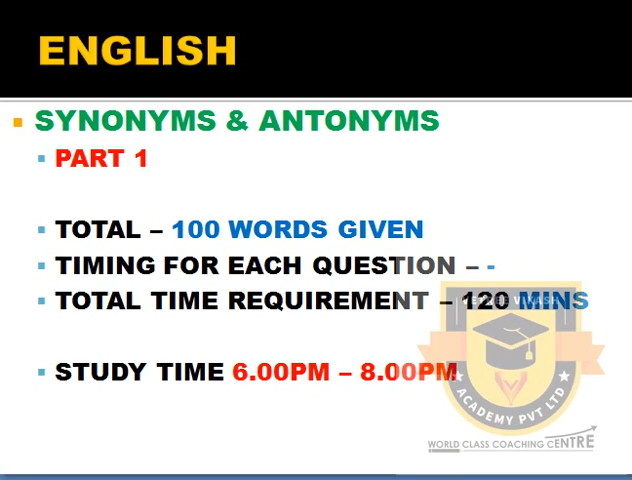 ENGLISH
SYNONYMS & ANTONYMS
PART 1
TOTAL – 100 WORDS GIVEN
TIMING FOR EACH QUESTION – -
TOTAL TIME REQUIREMENT – 120 MINS
STUDY TIME 6.00PM – 8.00PM
ACADEMY PVT LTD
WORLD CLASS COACHING CENTRE